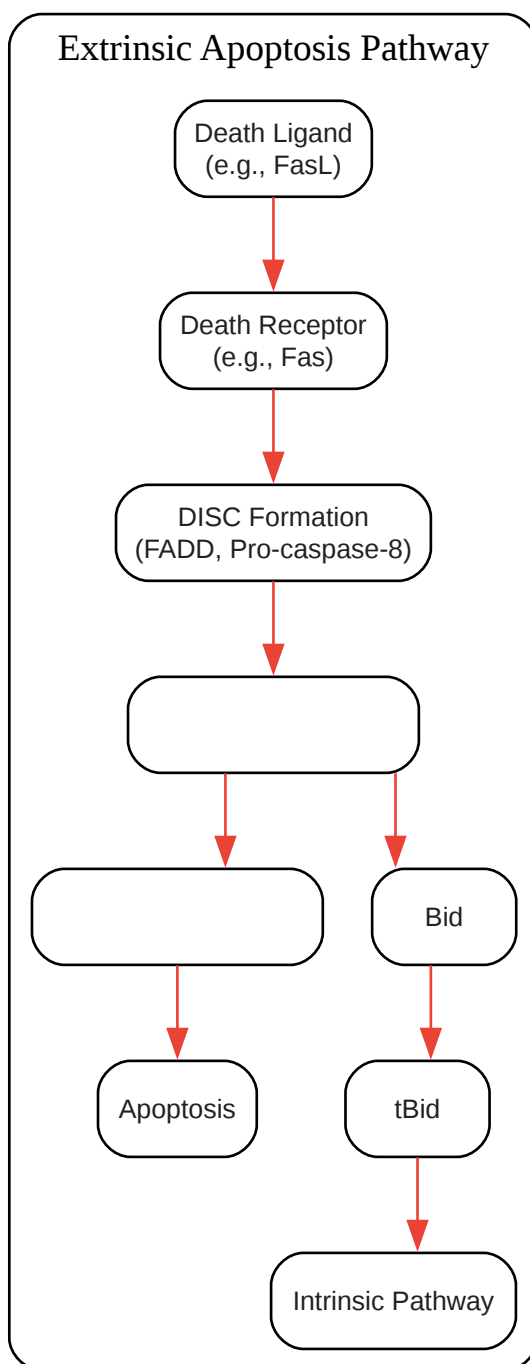 Extrinsic Apoptosis Pathway
Death Ligand
(e.g., FasL)
Death Receptor
(e.g., Fas)
DISC Formation
(FADD, Pro-caspase-8)
Bid
Apoptosis
tBid
Intrinsic Pathway